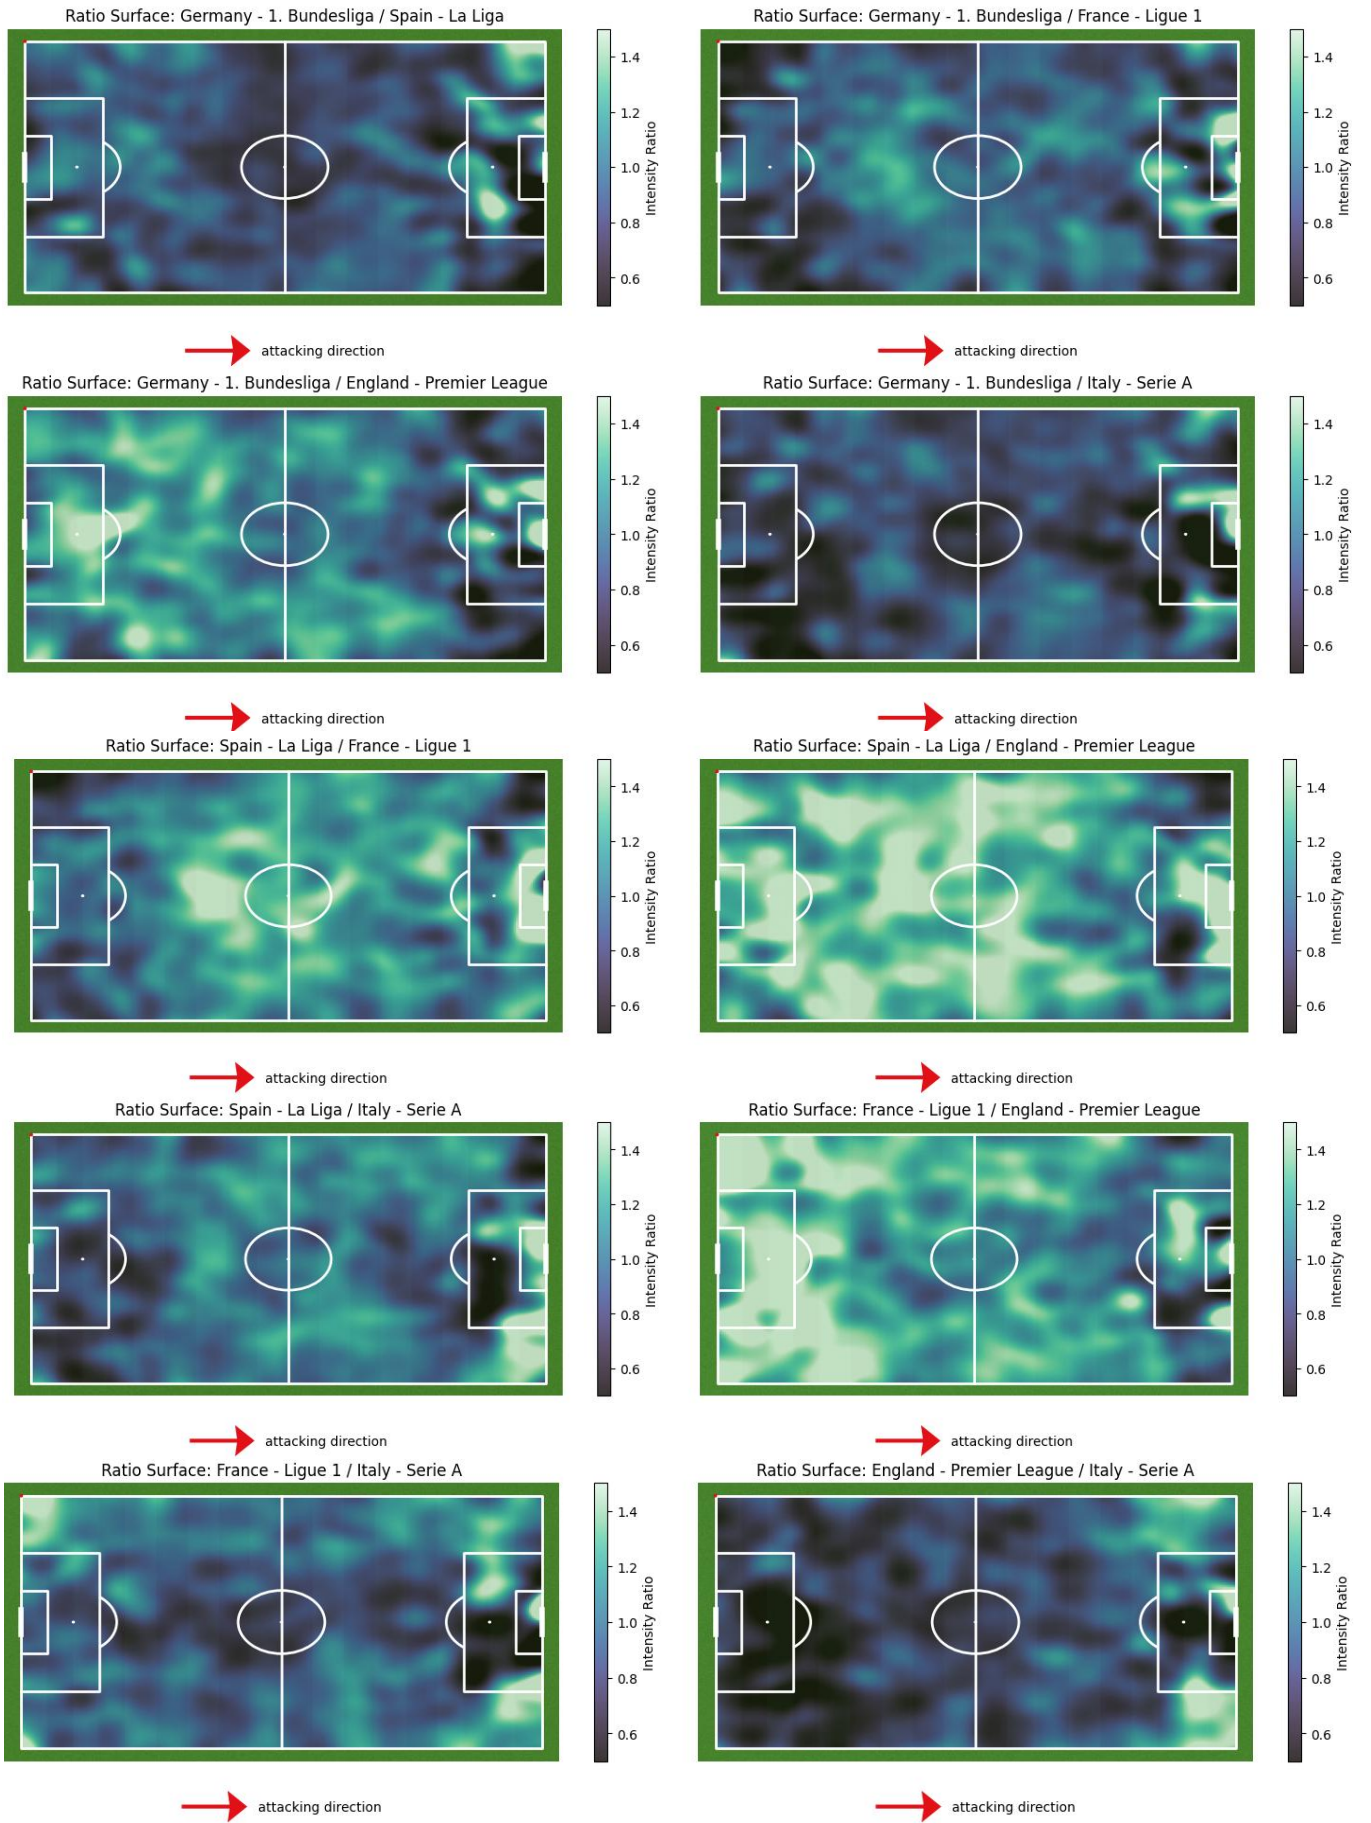 Ratio Surface: Germany - 1. Bundesliga / Spain - La Liga
1.4
1.2
1.0
0.8
0.6
Intensity Ratio
attacking direction
Ratio Surface: Germany - 1. Bundesliga / France - Ligue 1
1.4
1.2
1.0
0.8
0.6
Intensity Ratio
attacking direction
Ratio Surface: Germany - 1. Bundesliga / England - Premier League
1.4
1.2
1.0
0.8
0.6
Intensity Ratio
attacking direction
Ratio Surface: Germany - 1. Bundesliga / Italy - Serie A
1.4
1.2
1.0
0.8
0.6
Intensity Ratio
attacking direction
Ratio Surface: Spain - La Liga / France - Ligue 1
1.4
1.2
1.0
0.8
0.6
Intensity Ratio
attacking direction
Ratio Surface: Spain - La Liga / England - Premier League
1.4
1.2
1.0
0.8
0.6
Intensity Ratio
attacking direction
Ratio Surface: Spain - La Liga / Italy - Serie A
1.4
1.2
1.0
0.8
0.6
Intensity Ratio
attacking direction
Ratio Surface: France - Ligue 1 / England - Premier League
1.4
1.2
1.0
0.8
0.6
Intensity Ratio
attacking direction
Ratio Surface: France - Ligue 1 / Italy - Serie A
1.4
1.2
1.0
0.8
0.6
Intensity Ratio
attacking direction
Ratio Surface: England - Premier League / Italy - Serie A
1.4
1.2
1.0
0.8
0.6
Intensity Ratio
attacking direction